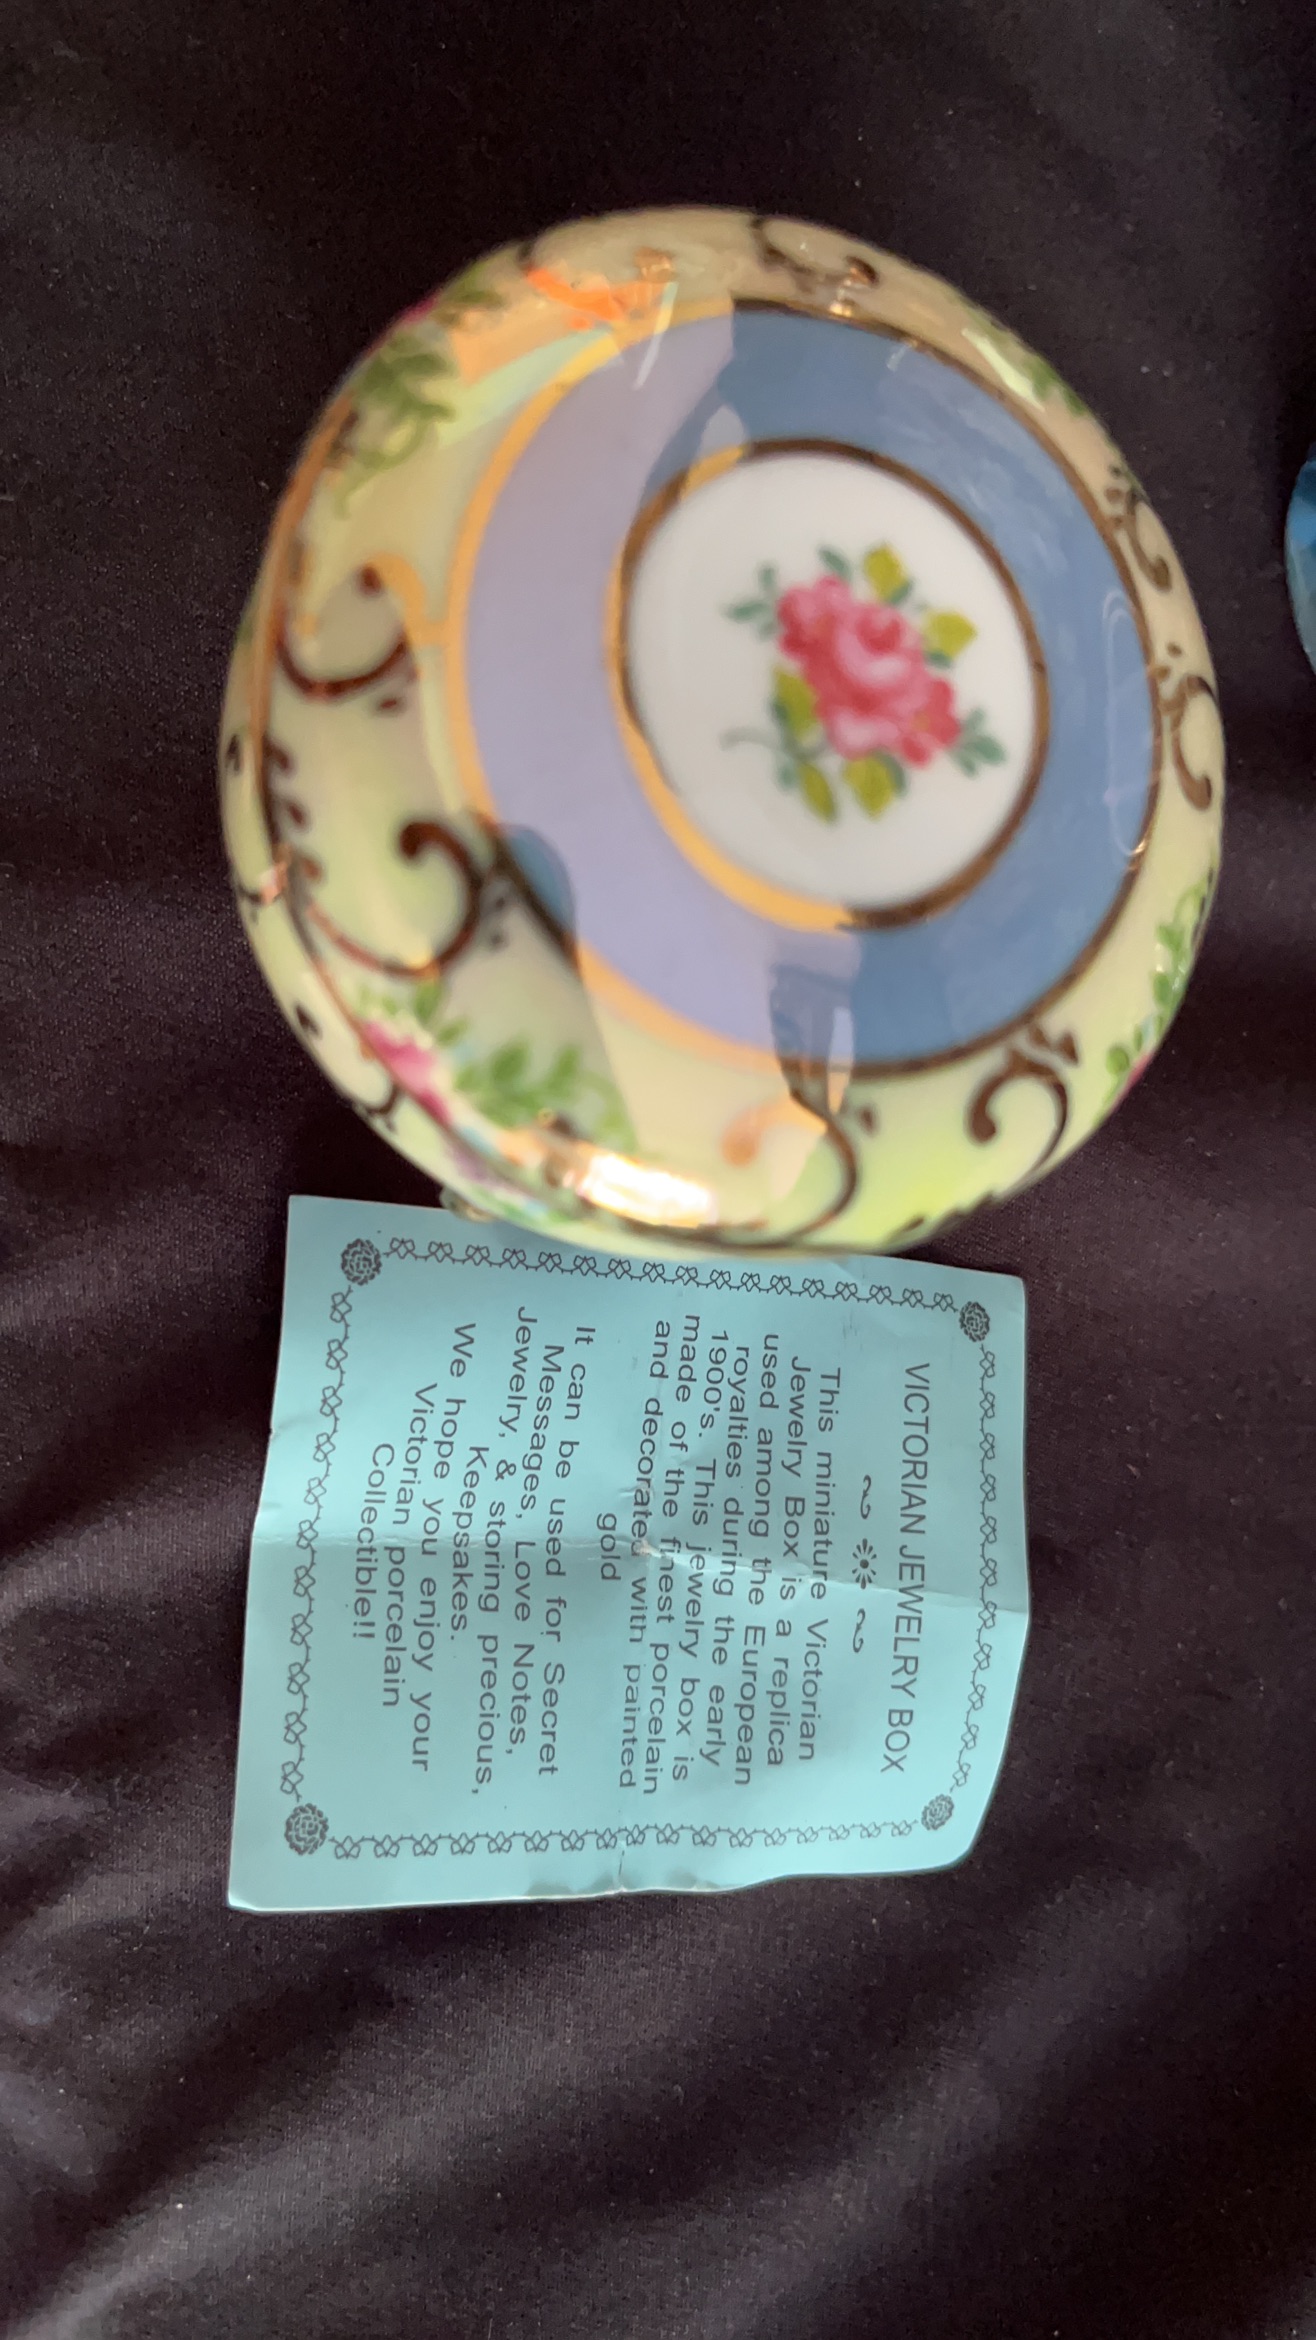 VICTORIAN JEWELRY BOX
This miniature Victorian
Jewelry Box is a replica
used among the European
royalties during the early
1900's. This jewelry box is
made of the finest porcelain
and decorated with painted
gold
It can be used for Secret
Messages, Love Notes,
Jewelry, & storing precious,
Keepsakes.
We hope you enjoy your
Victorian porcelain
Collectible!!